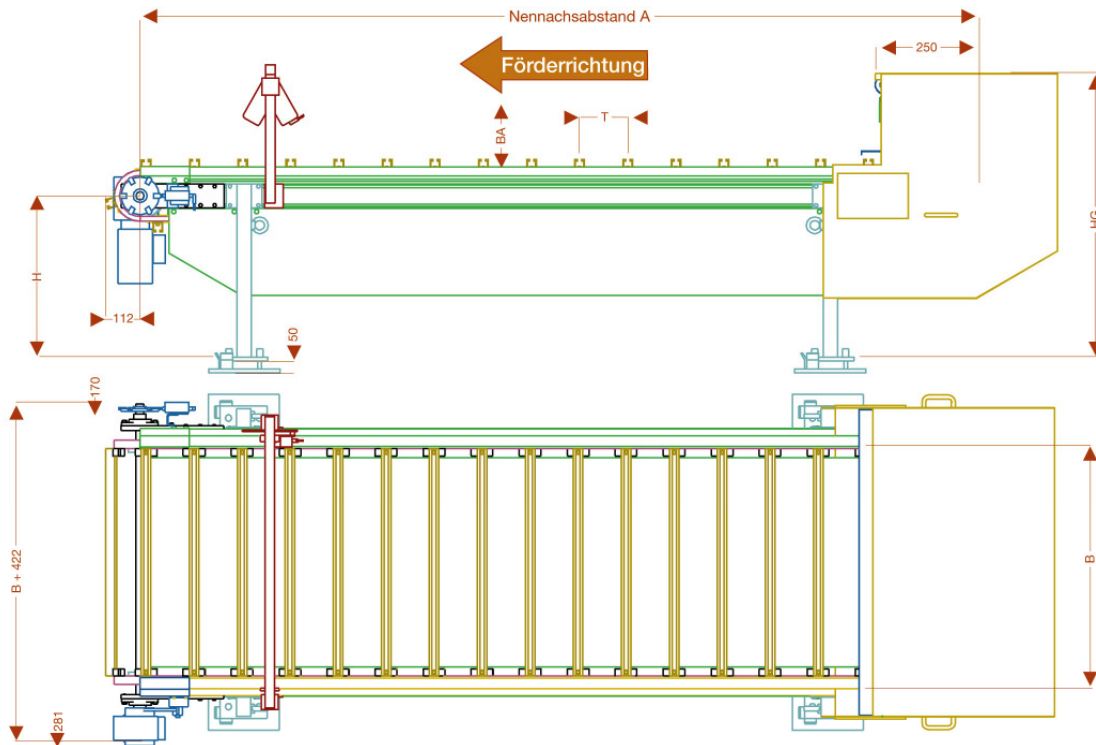 Nennachsabstand A
250
Förderrichtung
BA
T
HG
H
112
50
170
B + 422
B
281